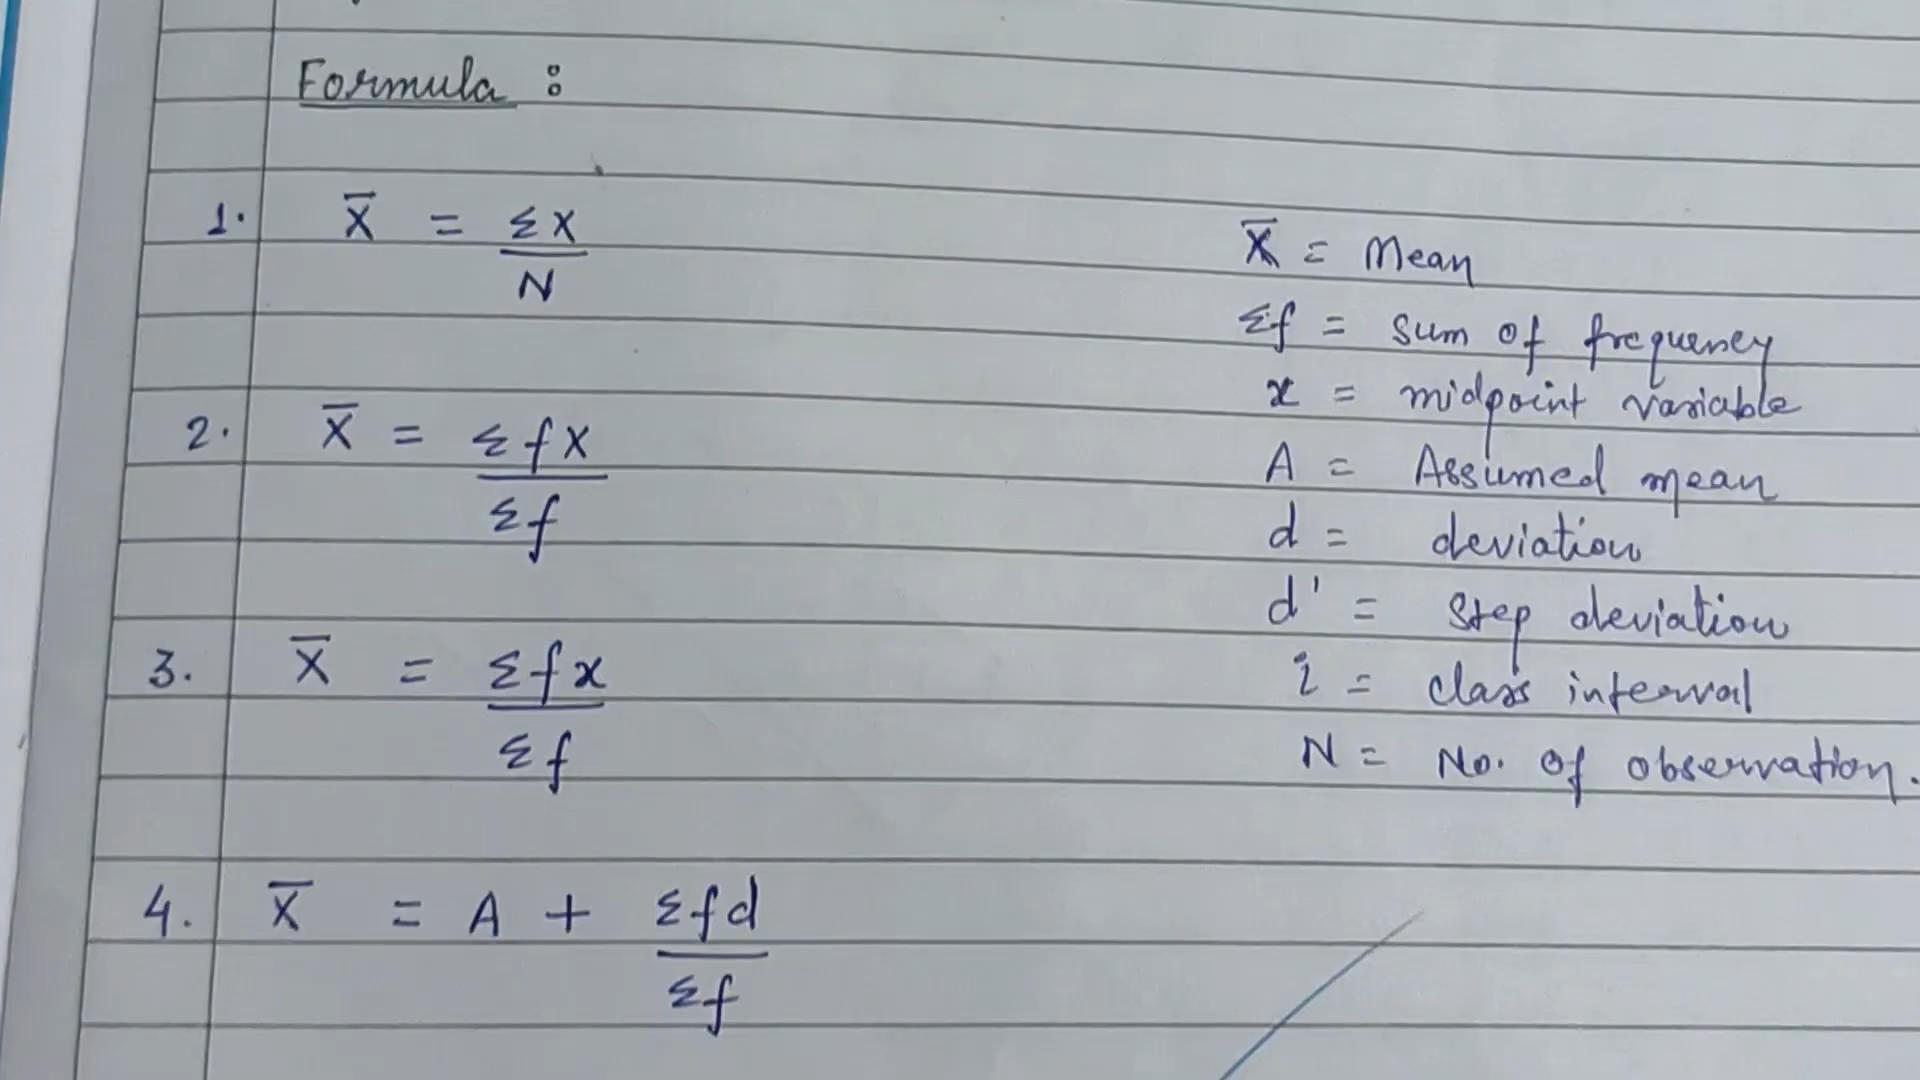 Formula :
1. X̄ = ΣX / N
2. X̄ = ΣfX / Σf
3. X̄ = Σfx / Σf
4. X̄ = A + Σfd / Σf
X̄ = Mean
Σf = sum of frequency
x = midpoint variable
A = Assumed mean
d = deviation
d' = Step deviation
i = class interval
N = No. of observation.